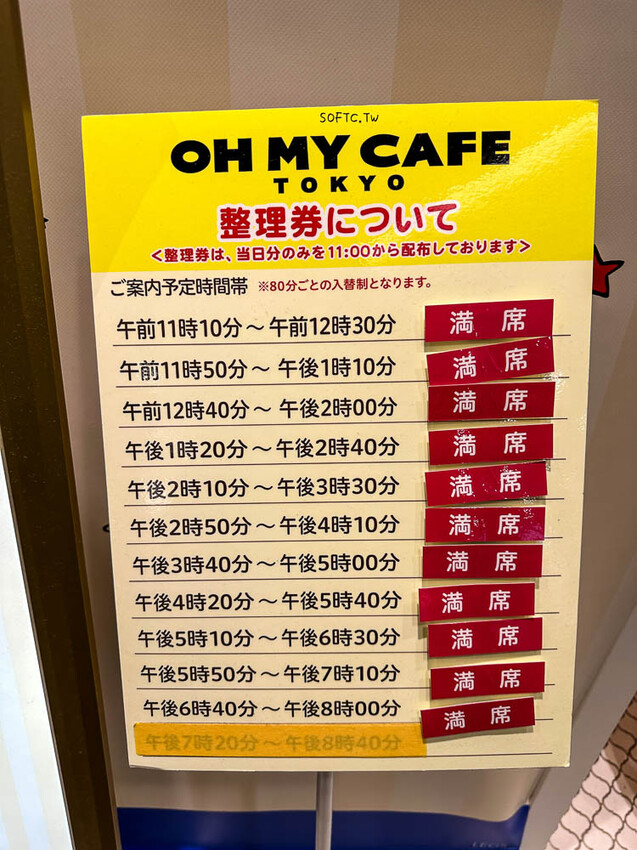 SOFTC.TW
OH MY CAFE
TOKYO
整理券について
<整理券は、当日分のみを11:00から配布しております>
ご案内予定時間帯 ※80分ごとの入替制となります。
午前11時10分～午前12時30分 満席
午前11時50分～午後1時10分 満席
午前12時40分～午後2時00分 満席
午後1時20分～午後2時40分 満席
午後2時10分～午後3時30分 満席
午後2時50分～午後4時10分 満席
午後3時40分～午後5時00分 満席
午後4時20分～午後5時40分 満席
午後5時10分～午後6時30分 満席
午後5時50分～午後7時10分 満席
午後6時40分～午後8時00分 満席
午後7時20分～午後8時40分